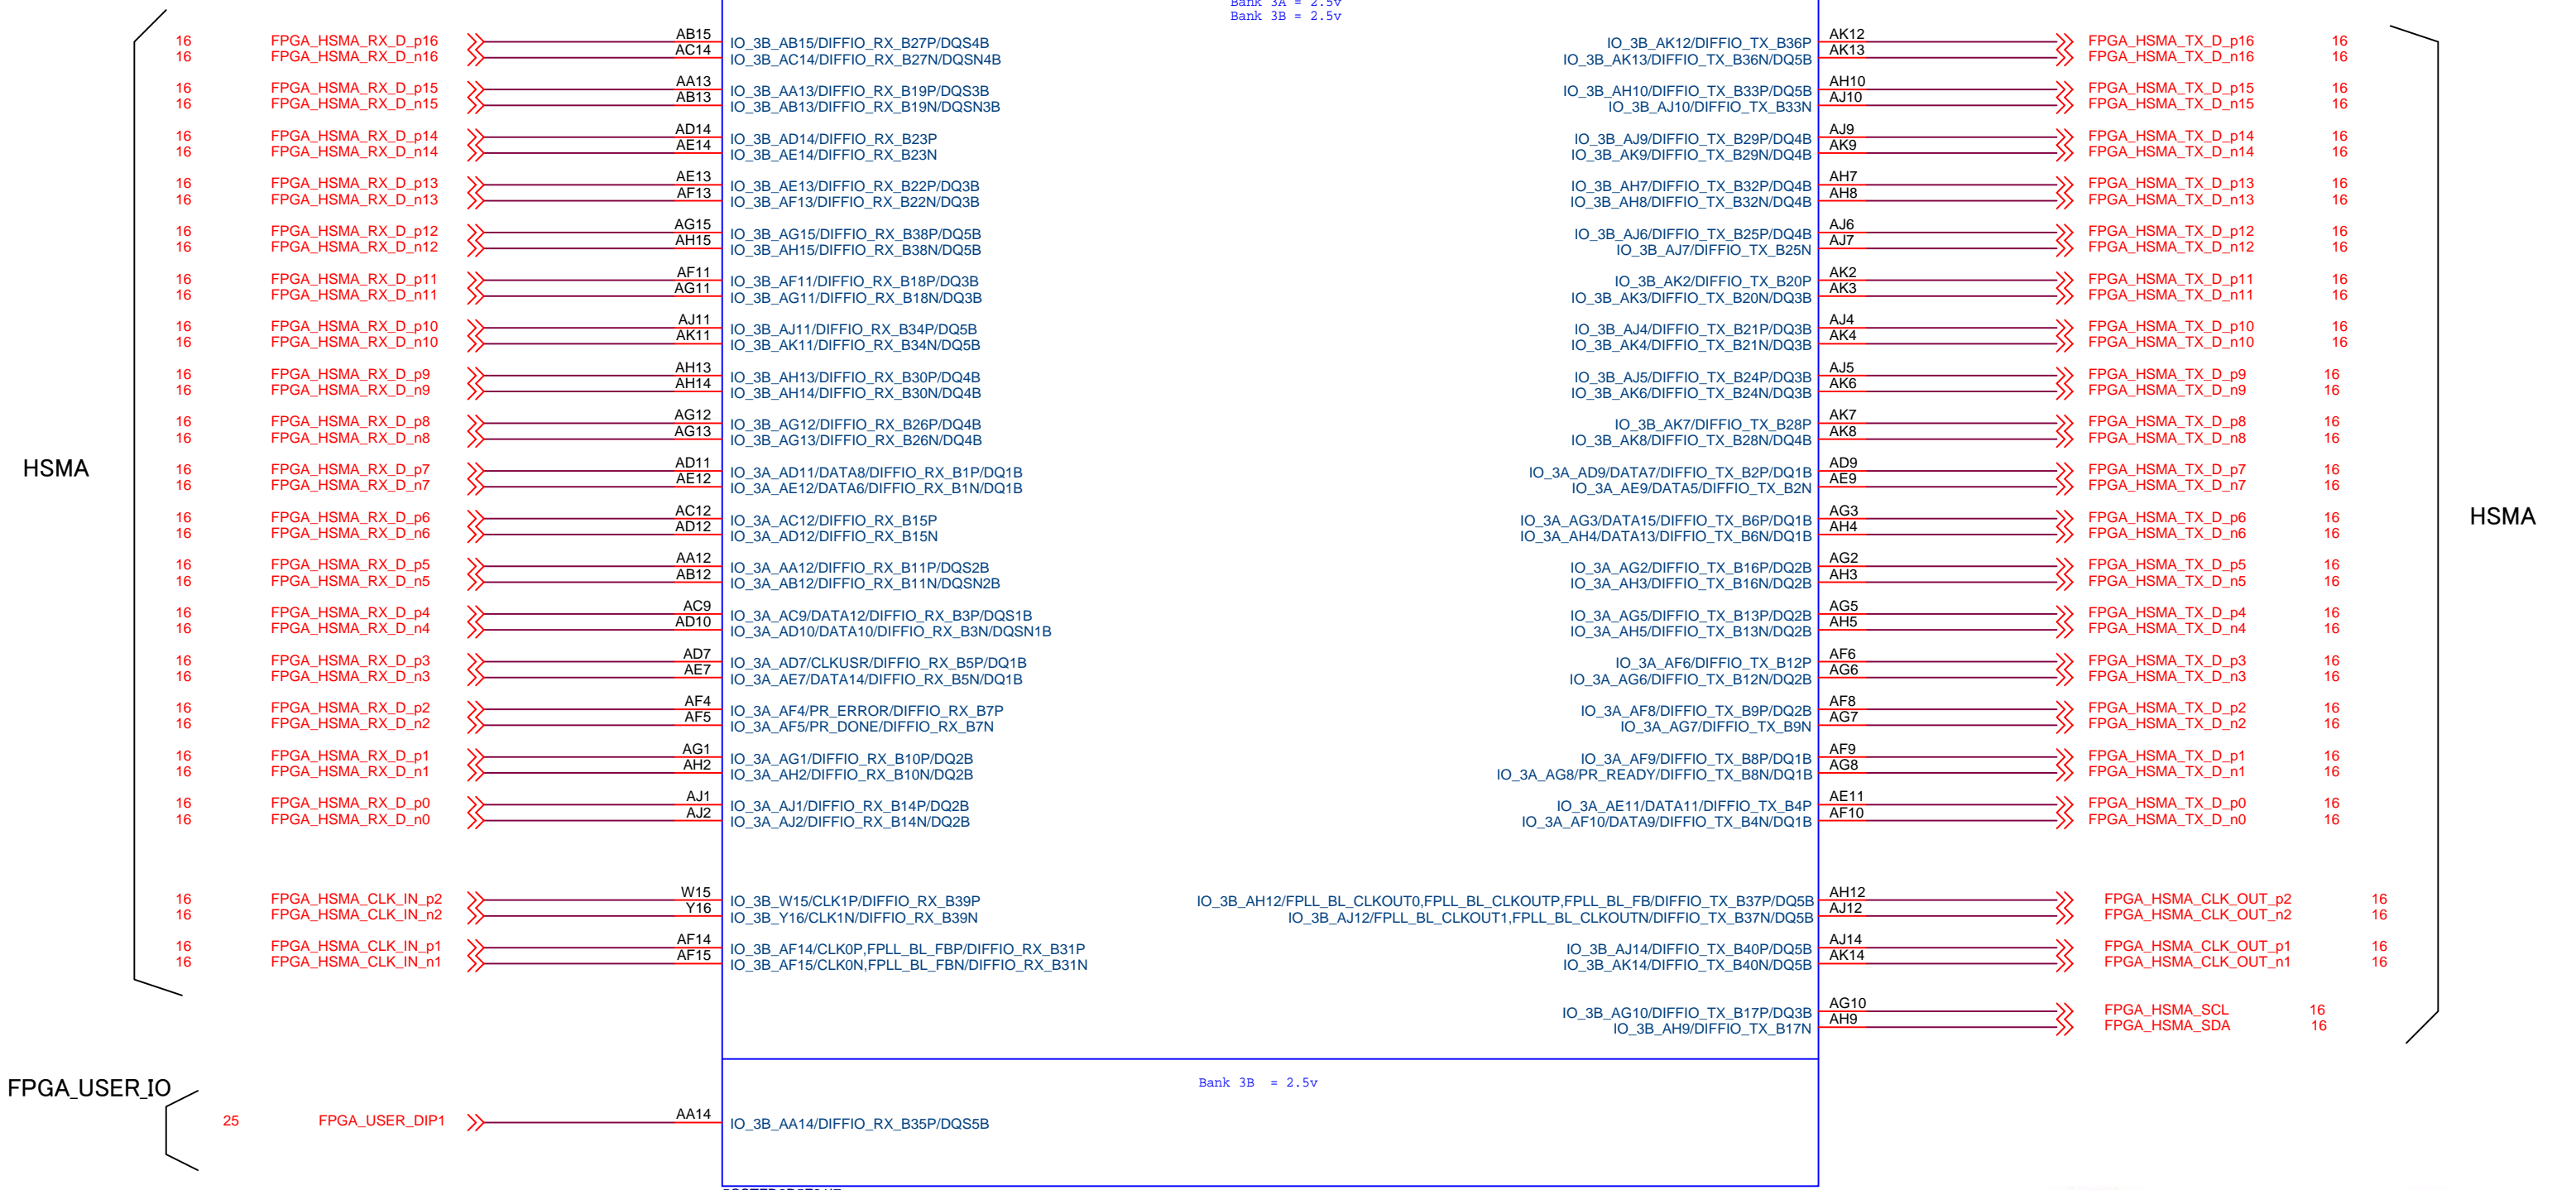 Bank 3A = 2.5v
Bank 3B = 2.5v
16 FPGA_HSMA_RX_D_p16 AB15 IO_3B_AB15/DIFFIO_RX_B27P/DQS4B IO_3B_AK12/DIFFIO_TX_B36P AK12 FPGA_HSMA_TX_D_p16 16
16 FPGA_HSMA_RX_D_n16 AC14 IO_3B_AC14/DIFFIO_RX_B27N/DQSN4B IO_3B_AK13/DIFFIO_TX_B36N/DQ5B AK13 FPGA_HSMA_TX_D_n16 16
16 FPGA_HSMA_RX_D_p15 AA13 IO_3B_AA13/DIFFIO_RX_B19P/DQS3B IO_3B_AH10/DIFFIO_TX_B33P/DQ5B AH10 FPGA_HSMA_TX_D_p15 16
16 FPGA_HSMA_RX_D_n15 AB13 IO_3B_AB13/DIFFIO_RX_B19N/DQSN3B IO_3B_AJ10/DIFFIO_TX_B33N AJ10 FPGA_HSMA_TX_D_n15 16
16 FPGA_HSMA_RX_D_p14 AD14 IO_3B_AD14/DIFFIO_RX_B23P IO_3B_AJ9/DIFFIO_TX_B29P/DQ4B AJ9 FPGA_HSMA_TX_D_p14 16
16 FPGA_HSMA_RX_D_n14 AE14 IO_3B_AE14/DIFFIO_RX_B23N IO_3B_AK9/DIFFIO_TX_B29N/DQ4B AK9 FPGA_HSMA_TX_D_n14 16
16 FPGA_HSMA_RX_D_p13 AE13 IO_3B_AE13/DIFFIO_RX_B22P/DQ3B IO_3B_AH7/DIFFIO_TX_B32P/DQ4B AH7 FPGA_HSMA_TX_D_p13 16
16 FPGA_HSMA_RX_D_n13 AF13 IO_3B_AF13/DIFFIO_RX_B22N/DQ3B IO_3B_AH8/DIFFIO_TX_B32N/DQ4B AH8 FPGA_HSMA_TX_D_n13 16
16 FPGA_HSMA_RX_D_p12 AG15 IO_3B_AG15/DIFFIO_RX_B38P/DQ5B IO_3B_AJ6/DIFFIO_TX_B25P/DQ4B AJ6 FPGA_HSMA_TX_D_p12 16
16 FPGA_HSMA_RX_D_n12 AH15 IO_3B_AH15/DIFFIO_RX_B38N/DQ5B IO_3B_AJ7/DIFFIO_TX_B25N AJ7 FPGA_HSMA_TX_D_n12 16
16 FPGA_HSMA_RX_D_p11 AF11 IO_3B_AF11/DIFFIO_RX_B18P/DQ3B IO_3B_AK2/DIFFIO_TX_B20P AK2 FPGA_HSMA_TX_D_p11 16
16 FPGA_HSMA_RX_D_n11 AG11 IO_3B_AG11/DIFFIO_RX_B18N/DQ3B IO_3B_AK3/DIFFIO_TX_B20N/DQ3B AK3 FPGA_HSMA_TX_D_n11 16
16 FPGA_HSMA_RX_D_p10 AJ11 IO_3B_AJ11/DIFFIO_RX_B34P/DQ5B IO_3B_AJ4/DIFFIO_TX_B21P/DQ3B AJ4 FPGA_HSMA_TX_D_p10 16
16 FPGA_HSMA_RX_D_n10 AK11 IO_3B_AK11/DIFFIO_RX_B34N/DQ5B IO_3B_AK4/DIFFIO_TX_B21N/DQ3B AK4 FPGA_HSMA_TX_D_n10 16
16 FPGA_HSMA_RX_D_p9 AH13 IO_3B_AH13/DIFFIO_RX_B30P/DQ4B IO_3B_AJ5/DIFFIO_TX_B24P/DQ3B AJ5 FPGA_HSMA_TX_D_p9 16
16 FPGA_HSMA_RX_D_n9 AH14 IO_3B_AH14/DIFFIO_RX_B30N/DQ4B IO_3B_AK6/DIFFIO_TX_B24N/DQ3B AK6 FPGA_HSMA_TX_D_n9 16
16 FPGA_HSMA_RX_D_p8 AG12 IO_3B_AG12/DIFFIO_RX_B26P/DQ4B IO_3B_AK7/DIFFIO_TX_B28P AK7 FPGA_HSMA_TX_D_p8 16
16 FPGA_HSMA_RX_D_n8 AG13 IO_3B_AG13/DIFFIO_RX_B26N/DQ4B IO_3B_AK8/DIFFIO_TX_B28N/DQ4B AK8 FPGA_HSMA_TX_D_n8 16
HSMA
16 FPGA_HSMA_RX_D_p7 AD11 IO_3A_AD11/DATA8/DIFFIO_RX_B1P/DQ1B IO_3A_AD9/DATA7/DIFFIO_TX_B2P/DQ1B AD9 FPGA_HSMA_TX_D_p7 16
16 FPGA_HSMA_RX_D_n7 AE12 IO_3A_AE12/DATA6/DIFFIO_RX_B1N/DQ1B IO_3A_AE9/DATA5/DIFFIO_TX_B2N AE9 FPGA_HSMA_TX_D_n7 16
16 FPGA_HSMA_RX_D_p6 AC12 IO_3A_AC12/DIFFIO_RX_B15P IO_3A_AG3/DATA15/DIFFIO_TX_B6P/DQ1B AG3 FPGA_HSMA_TX_D_p6 16
HSMA
16 FPGA_HSMA_RX_D_n6 AD12 IO_3A_AD12/DIFFIO_RX_B15N IO_3A_AH4/DATA13/DIFFIO_TX_B6N/DQ1B AH4 FPGA_HSMA_TX_D_n6 16
16 FPGA_HSMA_RX_D_p5 AA12 IO_3A_AA12/DIFFIO_RX_B11P/DQS2B IO_3A_AG2/DIFFIO_TX_B16P/DQ2B AG2 FPGA_HSMA_TX_D_p5 16
16 FPGA_HSMA_RX_D_n5 AB12 IO_3A_AB12/DIFFIO_RX_B11N/DQSN2B IO_3A_AH3/DIFFIO_TX_B16N/DQ2B AH3 FPGA_HSMA_TX_D_n5 16
16 FPGA_HSMA_RX_D_p4 AC9 IO_3A_AC9/DATA12/DIFFIO_RX_B3P/DQS1B IO_3A_AG5/DIFFIO_TX_B13P/DQ2B AG5 FPGA_HSMA_TX_D_p4 16
16 FPGA_HSMA_RX_D_n4 AD10 IO_3A_AD10/DATA10/DIFFIO_RX_B3N/DQSN1B IO_3A_AH5/DIFFIO_TX_B13N/DQ2B AH5 FPGA_HSMA_TX_D_n4 16
16 FPGA_HSMA_RX_D_p3 AD7 IO_3A_AD7/CLKUSR/DIFFIO_RX_B5P/DQ1B IO_3A_AF6/DIFFIO_TX_B12P AF6 FPGA_HSMA_TX_D_p3 16
16 FPGA_HSMA_RX_D_n3 AE7 IO_3A_AE7/DATA14/DIFFIO_RX_B5N/DQ1B IO_3A_AG6/DIFFIO_TX_B12N/DQ2B AG6 FPGA_HSMA_TX_D_n3 16
16 FPGA_HSMA_RX_D_p2 AF4 IO_3A_AF4/PR_ERROR/DIFFIO_RX_B7P IO_3A_AF8/DIFFIO_TX_B9P/DQ2B AF8 FPGA_HSMA_TX_D_p2 16
16 FPGA_HSMA_RX_D_n2 AF5 IO_3A_AF5/PR_DONE/DIFFIO_RX_B7N IO_3A_AG7/DIFFIO_TX_B9N AG7 FPGA_HSMA_TX_D_n2 16
16 FPGA_HSMA_RX_D_p1 AG1 IO_3A_AG1/DIFFIO_RX_B10P/DQ2B IO_3A_AF9/DIFFIO_TX_B8P/DQ1B AF9 FPGA_HSMA_TX_D_p1 16
16 FPGA_HSMA_RX_D_n1 AH2 IO_3A_AH2/DIFFIO_RX_B10N/DQ2B IO_3A_AG8/PR_READY/DIFFIO_TX_B8N/DQ1B AG8 FPGA_HSMA_TX_D_n1 16
16 FPGA_HSMA_RX_D_p0 AJ1 IO_3A_AJ1/DIFFIO_RX_B14P/DQ2B IO_3A_AE11/DATA11/DIFFIO_TX_B4P AE11 FPGA_HSMA_TX_D_p0 16
16 FPGA_HSMA_RX_D_n0 AJ2 IO_3A_AJ2/DIFFIO_RX_B14N/DQ2B IO_3A_AF10/DATA9/DIFFIO_TX_B4N/DQ1B AF10 FPGA_HSMA_TX_D_n0 16
16 FPGA_HSMA_CLK_IN_p2 W15 IO_3B_W15/CLK1P/DIFFIO_RX_B39P IO_3B_AH12/FPLL_BL_CLKOUT0,FPLL_BL_CLKOUTP,FPLL_BL_FB/DIFFIO_TX_B37P/DQ5B AH12 FPGA_HSMA_CLK_OUT_p2 16
16 FPGA_HSMA_CLK_IN_n2 Y16 IO_3B_Y16/CLK1N/DIFFIO_RX_B39N IO_3B_AJ12/FPLL_BL_CLKOUT1,FPLL_BL_CLKOUTN/DIFFIO_TX_B37N/DQ5B AJ12 FPGA_HSMA_CLK_OUT_n2 16
16 FPGA_HSMA_CLK_IN_p1 AF14 IO_3B_AF14/CLK0P,FPLL_BL_FBP/DIFFIO_RX_B31P IO_3B_AJ14/DIFFIO_TX_B40P/DQ5B AJ14 FPGA_HSMA_CLK_OUT_p1 16
16 FPGA_HSMA_CLK_IN_n1 AF15 IO_3B_AF15/CLK0N,FPLL_BL_FBN/DIFFIO_RX_B31N IO_3B_AK14/DIFFIO_TX_B40N/DQ5B AK14 FPGA_HSMA_CLK_OUT_n1 16
IO_3B_AG10/DIFFIO_TX_B17P/DQ3B AG10 FPGA_HSMA_SCL 16
IO_3B_AH9/DIFFIO_TX_B17N AH9 FPGA_HSMA_SDA 16
Bank 3B = 2.5v
FPGA_USER_IO
25 FPGA_USER_DIP1 AA14 IO_3B_AA14/DIFFIO_RX_B35P/DQS5B